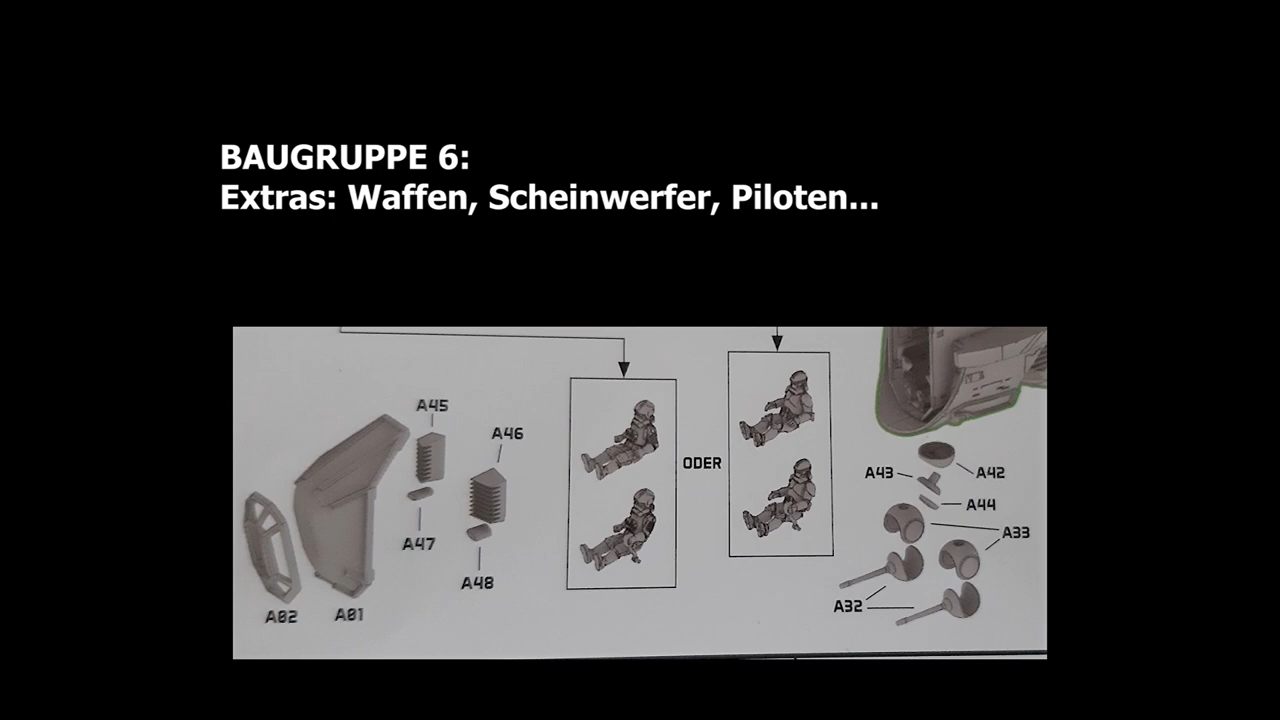 BAUGRUPPE 6:
Extras: Waffen, Scheinwerfer, Piloten...
A45
A46
A47
A48
A02
A01
ODER
A43
A42
A44
A33
A32